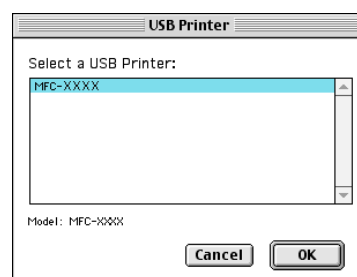 USB Printer
Select a USB Printer:
MFC-XXXX
Model: MFC-XXXX
Cancel
OK